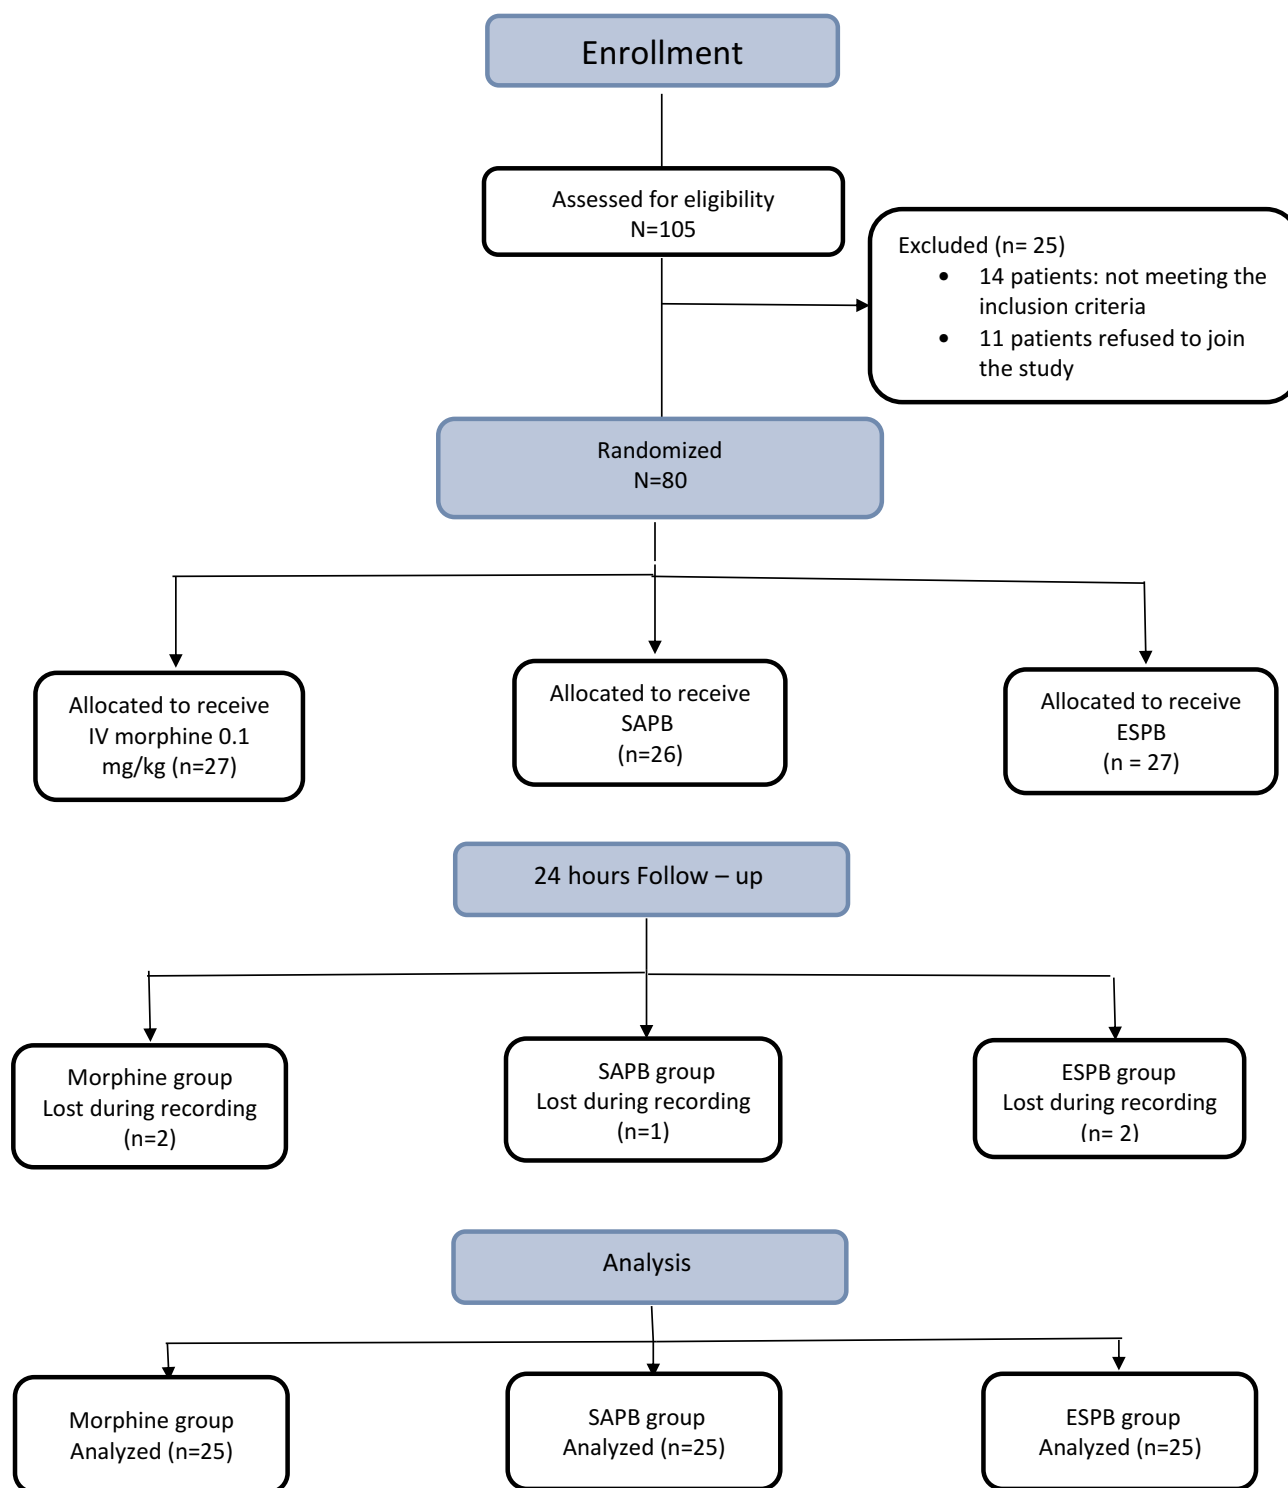 Enrollment
Assessed for eligibility
N=105
Excluded (n= 25)
• 14 patients: not meeting the
inclusion criteria
• 11 patients refused to join
the study
Randomized
N=80
Allocated to receive
IV morphine 0.1
mg/kg (n=27)
Allocated to receive
SAPB
(n=26)
Allocated to receive
ESPB
(n = 27)
24 hours Follow – up
Morphine group
Lost during recording
(n=2)
SAPB group
Lost during recording
(n=1)
ESPB group
Lost during recording
(n= 2)
Analysis
Morphine group
Analyzed (n=25)
SAPB group
Analyzed (n=25)
ESPB group
Analyzed (n=25)